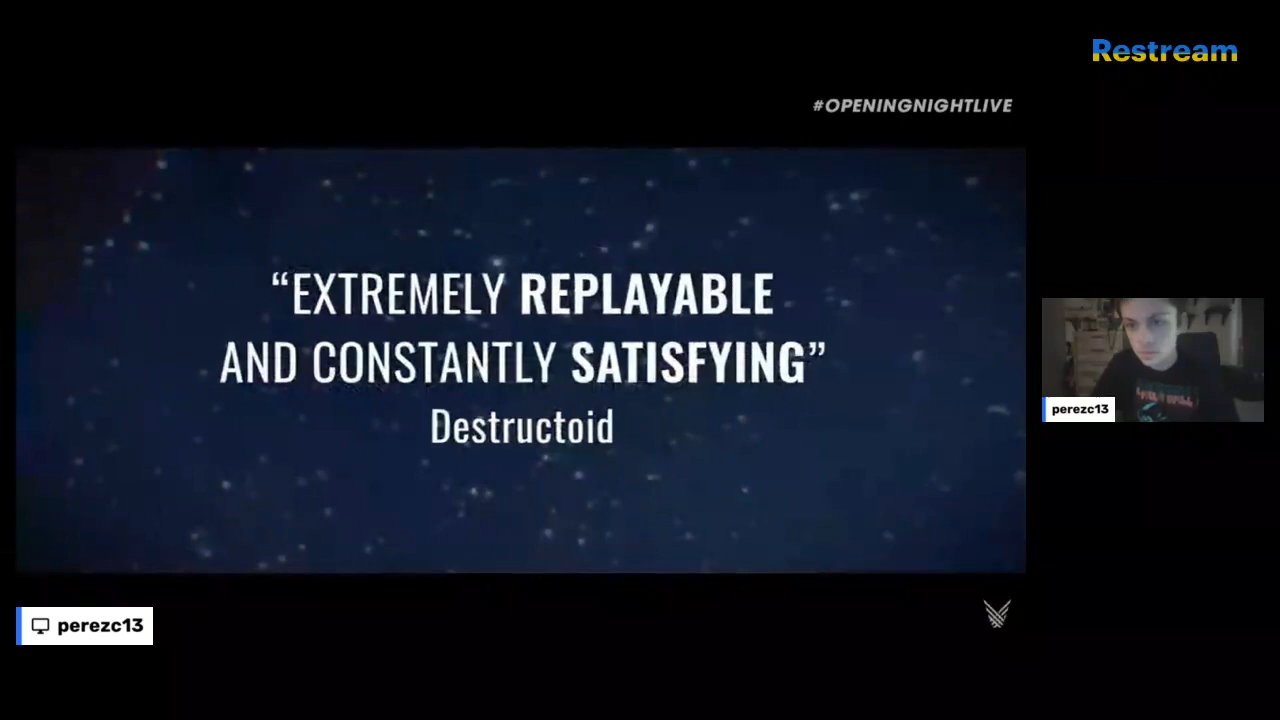 Restream
#OPENINGNIGHTLIVE
“EXTREMELY REPLAYABLE
AND CONSTANTLY SATISFYING”
Destructoid
perezc13
perezc13